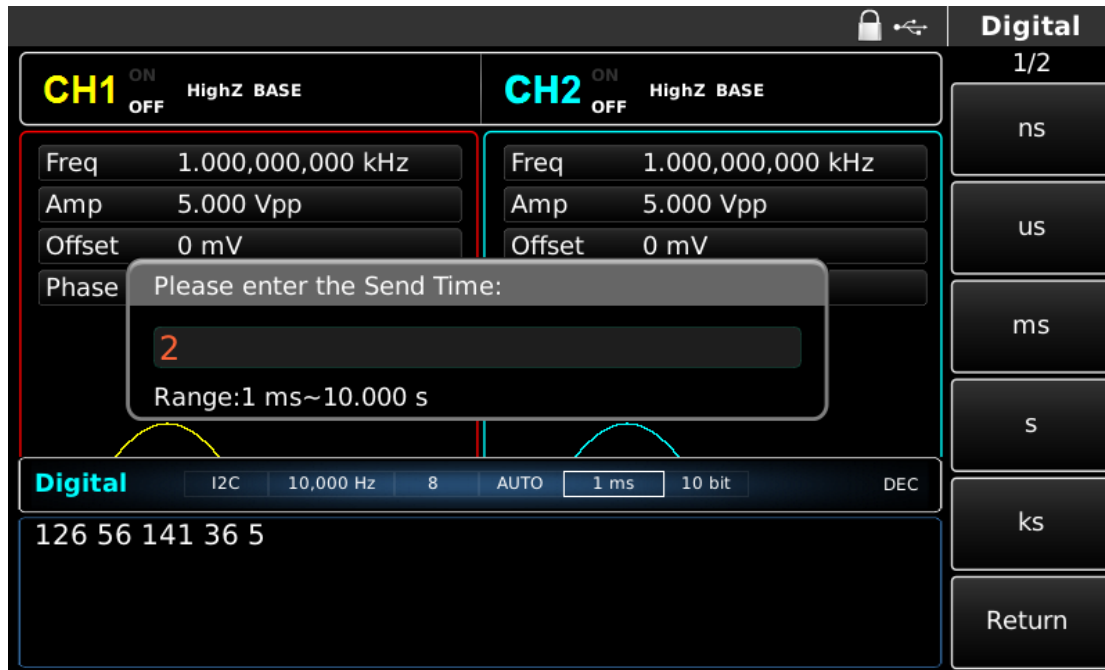 Digital
1/2
CH1 ON OFF HighZ BASE
CH2 ON OFF HighZ BASE
Freq 1.000,000,000 kHz
Amp 5.000 Vpp
Offset 0 mV
Phase
Freq 1.000,000,000 kHz
Amp 5.000 Vpp
Offset 0 mV
Please enter the Send Time:
2
Range:1 ms~10.000 s
Digital I2C 10,000 Hz 8 AUTO 1 ms 10 bit DEC
126 56 141 36 5
ns
us
ms
s
ks
Return